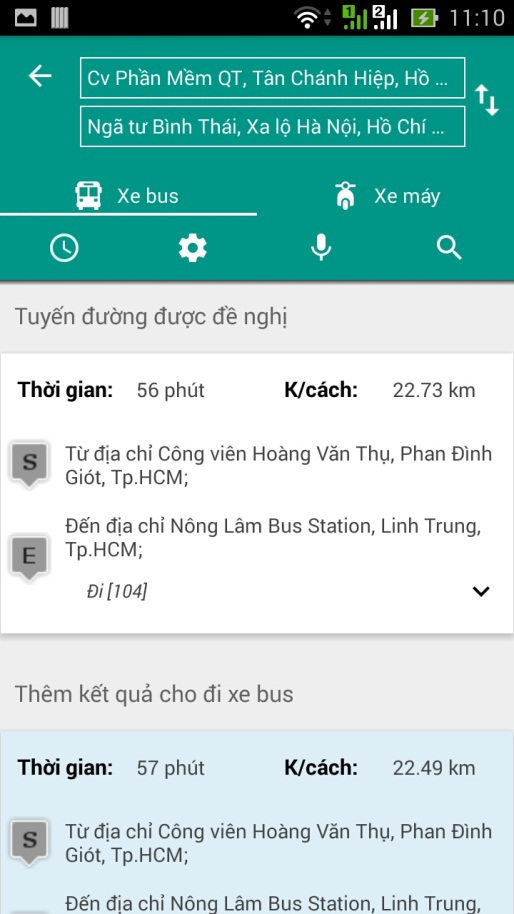 11:10
Cv Phần Mềm QT, Tân Chánh Hiệp, Hồ ...
Ngã tư Bình Thái, Xa lộ Hà Nội, Hồ Chí ...
Xe bus
Xe máy
Tuyến đường được đề nghị
Thời gian: 56 phút K/cách: 22.73 km
S
Từ địa chỉ Công viên Hoàng Văn Thụ, Phan Đình
Giót, Tp.HCM;
E
Đến địa chỉ Nông Lâm Bus Station, Linh Trung,
Tp.HCM;
Đi [104]
Thêm kết quả cho đi xe bus
Thời gian: 57 phút K/cách: 22.49 km
S
Từ địa chỉ Công viên Hoàng Văn Thụ, Phan Đình
Giót, Tp.HCM;
Đến địa chỉ Nông Lâm Bus Station, Linh Trung,